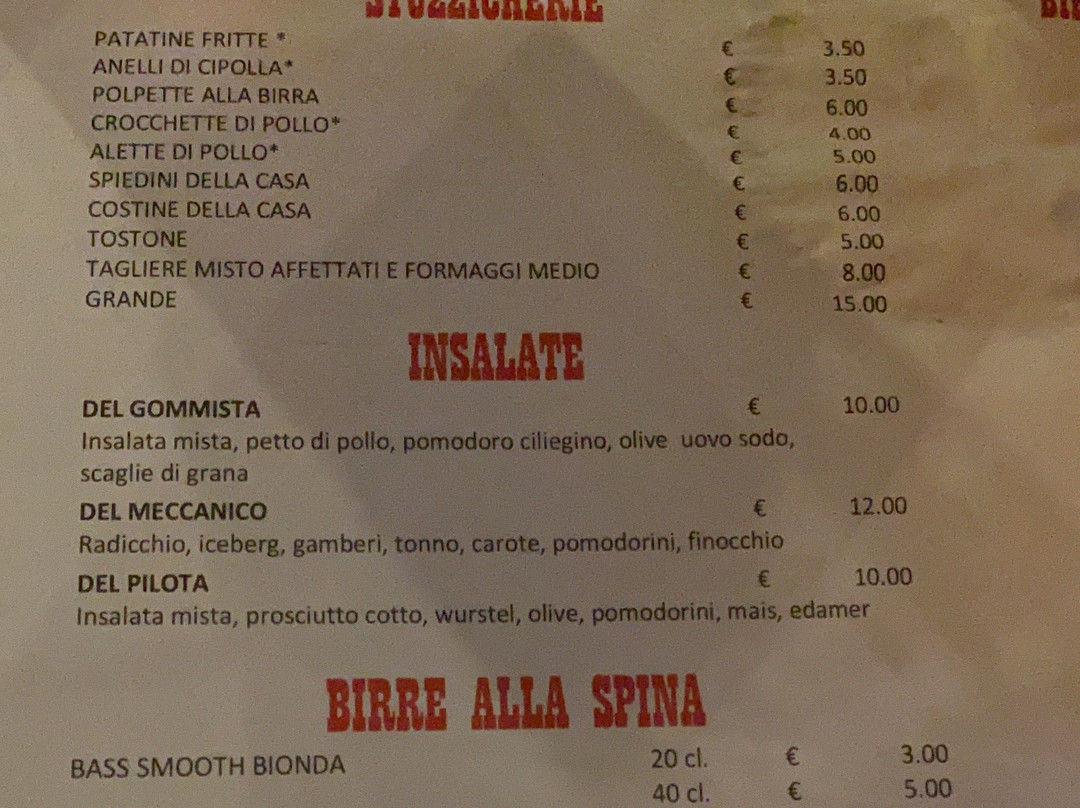 STUZZICHERIE
PATATINE FRITTE * € 3.50
ANELLI DI CIPOLLA* € 3.50
POLPETTE ALLA BIRRA € 6.00
CROCCHETTE DI POLLO* € 4.00
ALETTE DI POLLO* € 5.00
SPIEDINI DELLA CASA € 6.00
COSTINE DELLA CASA € 6.00
TOSTONE € 5.00
TAGLIERE MISTO AFFETTATI E FORMAGGI MEDIO € 8.00
GRANDE € 15.00
INSALATE
DEL GOMMISTA € 10.00
Insalata mista, petto di pollo, pomodoro ciliegino, olive uovo sodo,
scaglie di grana
DEL MECCANICO € 12.00
Radicchio, iceberg, gamberi, tonno, carote, pomodorini, finocchio
DEL PILOTA € 10.00
Insalata mista, prosciutto cotto, wurstel, olive, pomodorini, mais, edamer
BIRRE ALLA SPINA
BASS SMOOTH BIONDA 20 cl. € 3.00
40 cl. € 5.00